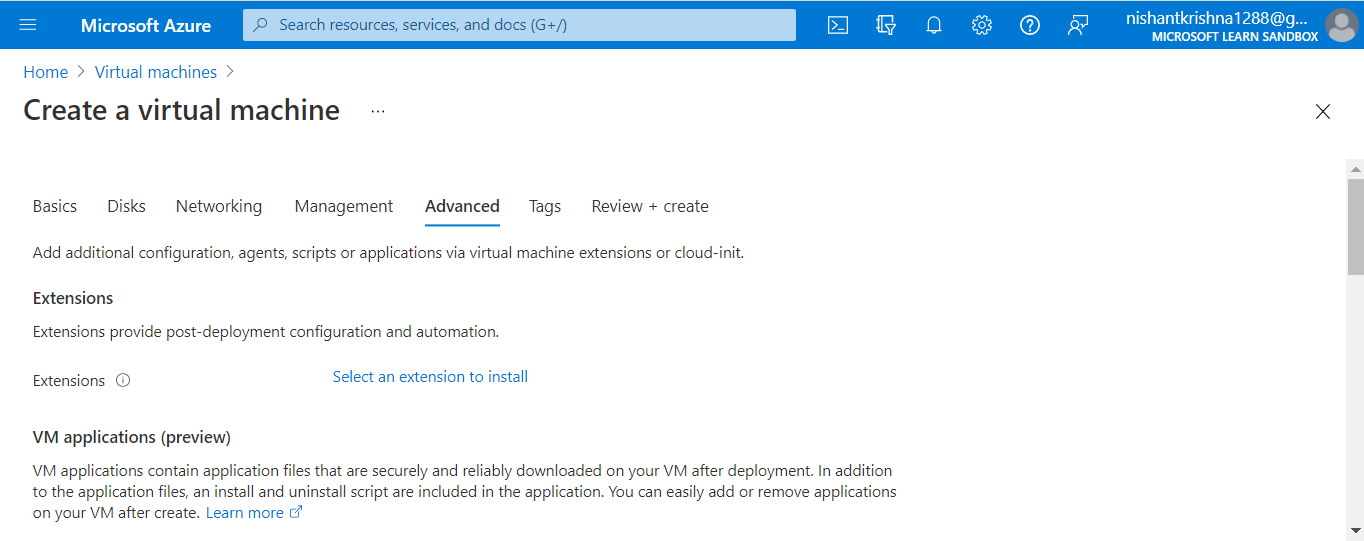 Microsoft Azure
Search resources, services, and docs (G+/)
nishantkrishna1288@g...
MICROSOFT LEARN SANDBOX
Home > Virtual machines >
Create a virtual machine ...
Basics Disks Networking Management Advanced Tags Review + create
Add additional configuration, agents, scripts or applications via virtual machine extensions or cloud-init.
Extensions
Extensions provide post-deployment configuration and automation.
Extensions Select an extension to install
VM applications (preview)
VM applications contain application files that are securely and reliably downloaded on your VM after deployment. In addition
to the application files, an install and uninstall script are included in the application. You can easily add or remove applications
on your VM after create. Learn more